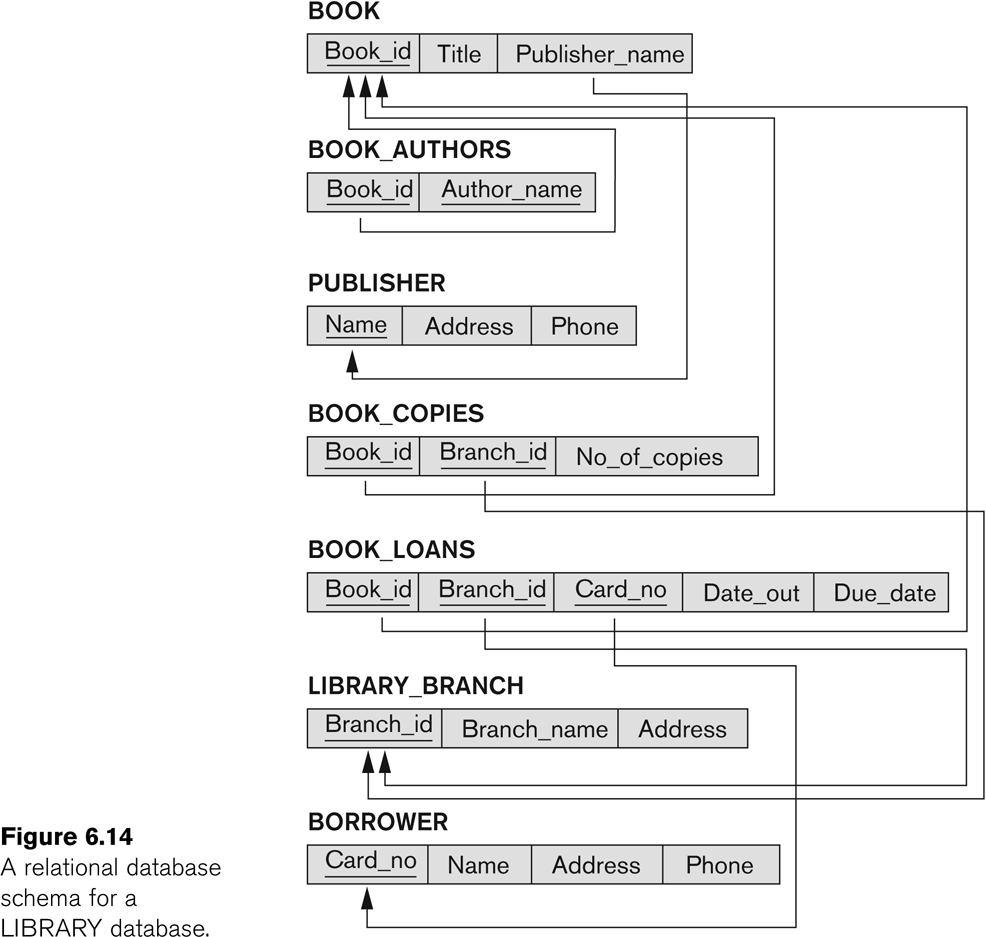 BOOK
Book_id Title Publisher_name
BOOK_AUTHORS
Book_id Author_name
PUBLISHER
Name Address Phone
BOOK_COPIES
Book_id Branch_id No_of_copies
BOOK_LOANS
Book_id Branch_id Card_no Date_out Due_date
LIBRARY_BRANCH
Branch_id Branch_name Address
BORROWER
Card_no Name Address Phone
Figure 6.14
A relational database
schema for a
LIBRARY database.